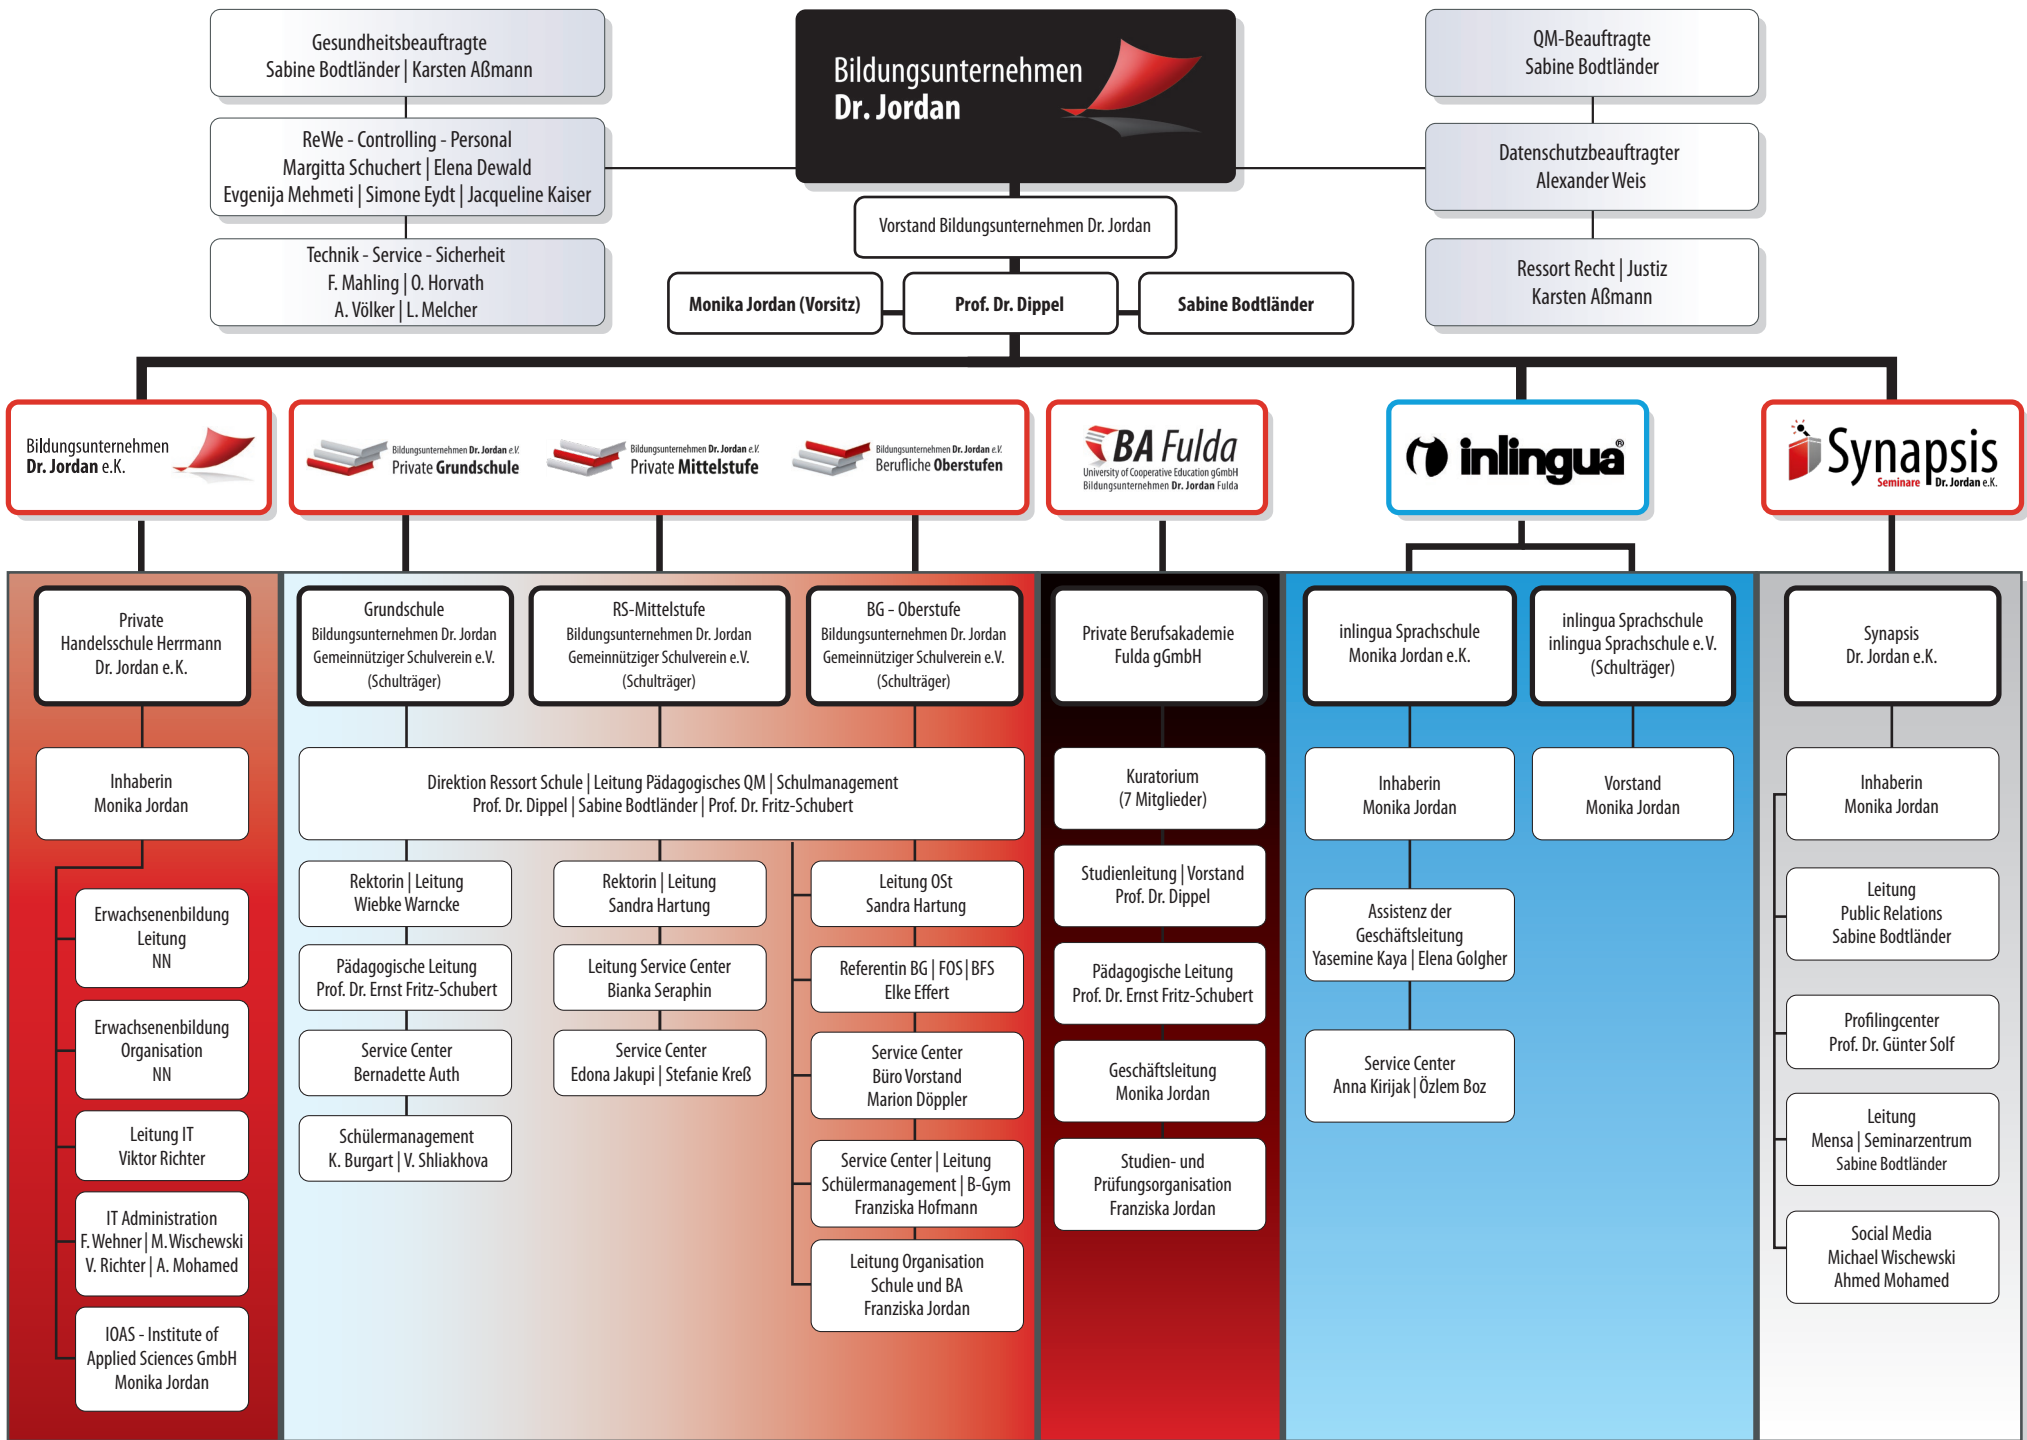 Gesundheitsbeauftragte
Sabine Bodtländer | Karsten Aßmann
ReWe - Controlling - Personal
Margitta Schuchert | Elena Dewald
Evgenija Mehmeti | Simone Eydt | Jacqueline Kaiser
Technik - Service - Sicherheit
F. Mahling | O. Horvath
A. Völker | L. Melcher
Bildungsunternehmen
Dr. Jordan
Vorstand Bildungsunternehmen Dr. Jordan
Monika Jordan (Vorsitz)
Prof. Dr. Dippel
Sabine Bodtländer
QM-Beauftragte
Sabine Bodtländer
Datenschutzbeauftragter
Alexander Weis
Ressort Recht | Justiz
Karsten Aßmann
Bildungsunternehmen
Dr. Jordan e.K.
Bildungsunternehmen Dr. Jordan e.V.
Private Grundschule
Bildungsunternehmen Dr. Jordan e.V.
Private Mittelstufe
Bildungsunternehmen Dr. Jordan e.V.
Berufliche Oberstufen
BA Fulda
University of Cooperative Education gGmbH
Bildungsunternehmen Dr. Jordan Fulda
inlingua®
Synapsis
Seminare Dr. Jordan e.K.
Private
Handelsschule Herrmann
Dr. Jordan e.K.
Inhaberin
Monika Jordan
Erwachsenenbildung
Leitung
NN
Erwachsenenbildung
Organisation
NN
Leitung IT
Viktor Richter
IT Administration
F. Wehner | M. Wischewski
V. Richter | A. Mohamed
IOAS - Institute of
Applied Sciences GmbH
Monika Jordan
Grundschule
Bildungsunternehmen Dr. Jordan
Gemeinnütziger Schulverein e.V.
(Schulträger)
RS-Mittelstufe
Bildungsunternehmen Dr. Jordan
Gemeinnütziger Schulverein e.V.
(Schulträger)
BG - Oberstufe
Bildungsunternehmen Dr. Jordan
Gemeinnütziger Schulverein e.V.
(Schulträger)
Direktion Ressort Schule | Leitung Pädagogisches QM | Schulmanagement
Prof. Dr. Dippel | Sabine Bodtländer | Prof. Dr. Fritz-Schubert
Rektorin | Leitung
Wiebke Warncke
Pädagogische Leitung
Prof. Dr. Ernst Fritz-Schubert
Service Center
Bernadette Auth
Schülermanagement
K. Burgart | V. Shliakhova
Rektorin | Leitung
Sandra Hartung
Leitung Service Center
Bianka Seraphin
Service Center
Edona Jakupi | Stefanie Kreß
Leitung OSt
Sandra Hartung
Referentin BG | FOS | BFS
Elke Effert
Service Center
Büro Vorstand
Marion Döppler
Service Center | Leitung
Schülermanagement | B-Gym
Franziska Hofmann
Leitung Organisation
Schule und BA
Franziska Jordan
Private Berufsakademie
Fulda gGmbH
Kuratorium
(7 Mitglieder)
Studienleitung | Vorstand
Prof. Dr. Dippel
Pädagogische Leitung
Prof. Dr. Ernst Fritz-Schubert
Geschäftsleitung
Monika Jordan
Studien- und
Prüfungsorganisation
Franziska Jordan
inlingua Sprachschule
Monika Jordan e.K.
Inhaberin
Monika Jordan
Assistenz der
Geschäftsleitung
Yasemine Kaya | Elena Golgher
Service Center
Anna Kirijak | Özlem Boz
inlingua Sprachschule
inlingua Sprachschule e.V.
(Schulträger)
Vorstand
Monika Jordan
Synapsis
Dr. Jordan e.K.
Inhaberin
Monika Jordan
Leitung
Public Relations
Sabine Bodtländer
Profilingcenter
Prof. Dr. Günter Solf
Leitung
Mensa | Seminarzentrum
Sabine Bodtländer
Social Media
Michael Wischewski
Ahmed Mohamed